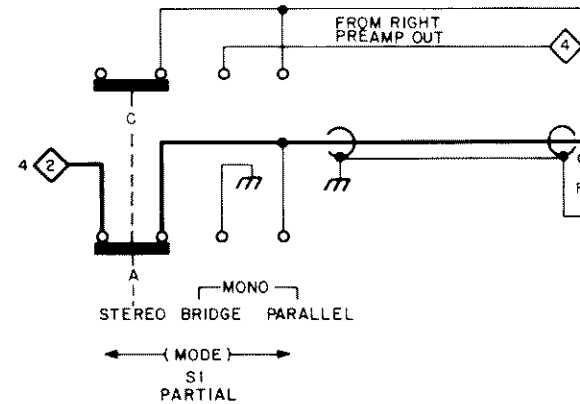 FROM RIGHT
PREAMP OUT
4
C
4 2
A
MONO
STEREO BRIDGE PARALLEL
(MODE)
S1
PARTIAL